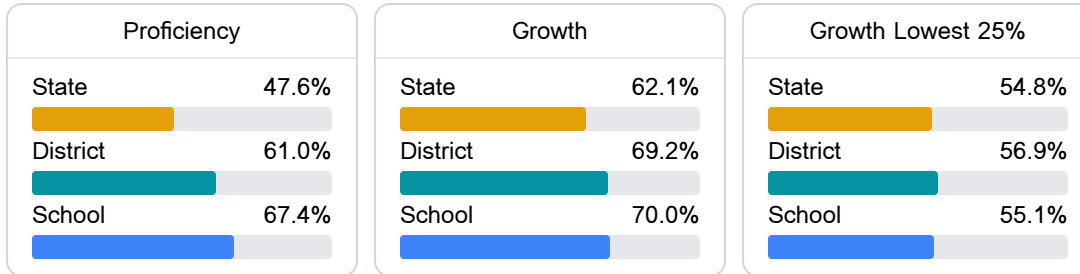 Proficiency
State 47.6%
District 61.0%
School 67.4%
Growth
State 62.1%
District 69.2%
School 70.0%
Growth Lowest 25%
State 54.8%
District 56.9%
School 55.1%